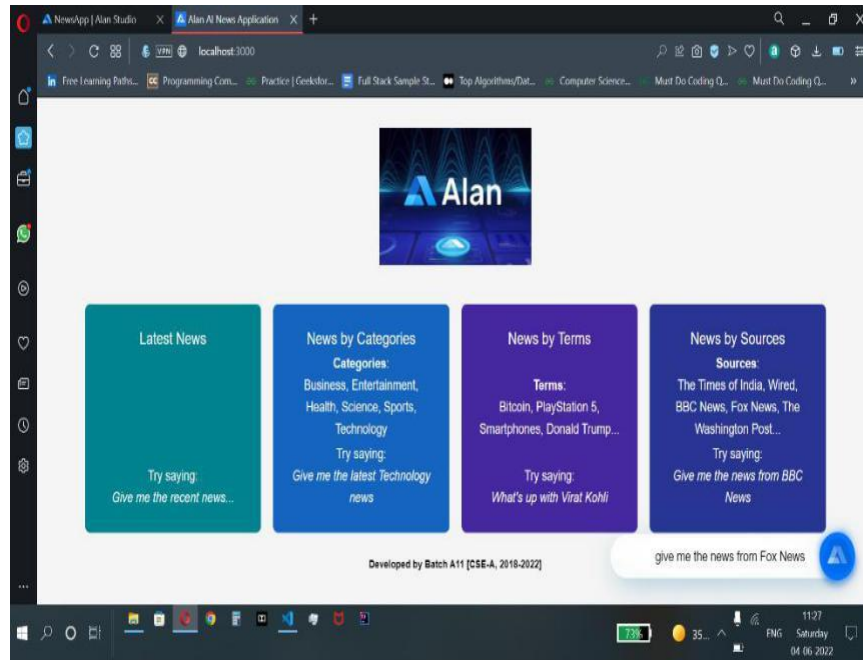 NewsApp | Alan Studio
Alan AI News Application
VPN
localhost:3000
Free Learning Paths...
Programming Com...
Practice | Geeksfor...
Full Stack Sample St...
Top Algorithms/Dat...
Computer Science...
Must Do Coding Q...
Must Do Coding Q...
Alan
Latest News
Try saying:
Give me the recent news...
News by Categories
Categories:
Business, Entertainment,
Health, Science, Sports,
Technology
Try saying:
Give me the latest Technology
news
News by Terms
Terms:
Bitcoin, PlayStation 5,
Smartphones, Donald Trump...
Try saying:
What's up with Virat Kohli
News by Sources
Sources:
The Times of India, Wired,
BBC News, Fox News, The
Washington Post...
Try saying:
Give me the news from BBC
News
give me the news from Fox News
Developed by Batch A11 [CSE-A, 2018-2022]
73%
35...
ENG
11:27
Saturday
04-06-2022